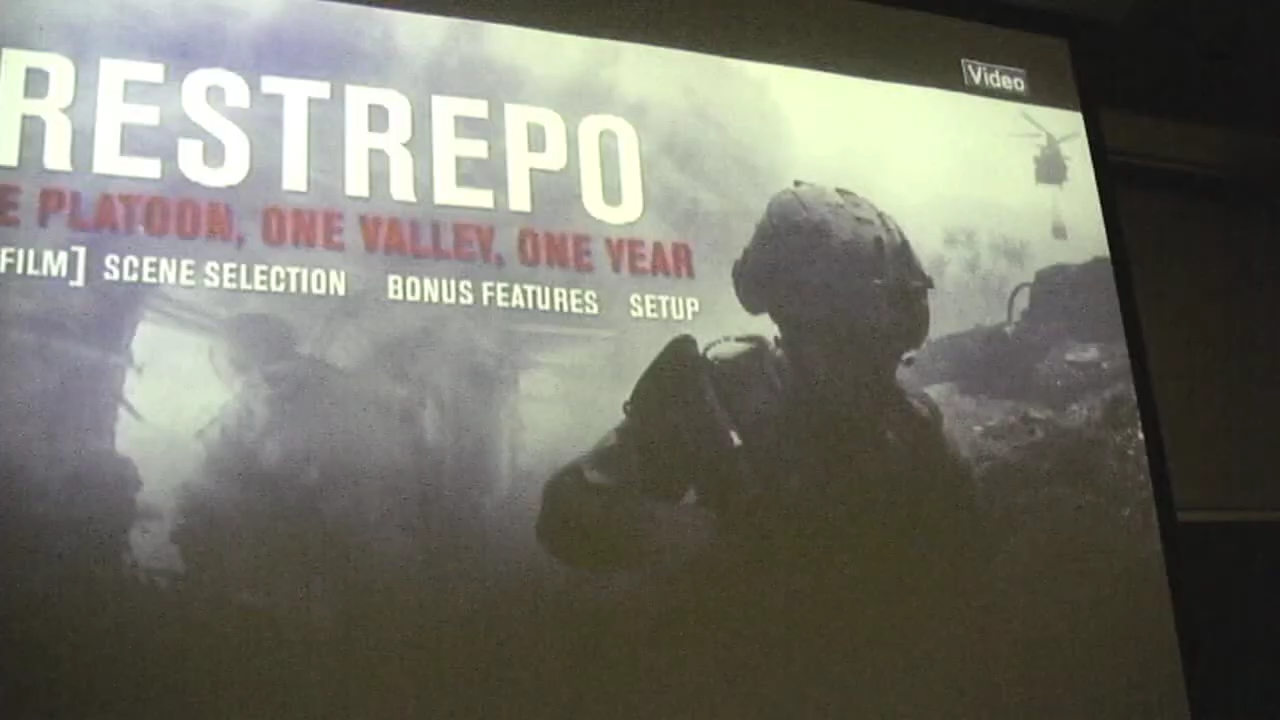 Video
RESTREPO
E PLATOON, ONE VALLEY, ONE YEAR
FILM] SCENE SELECTION BONUS FEATURES SETUP